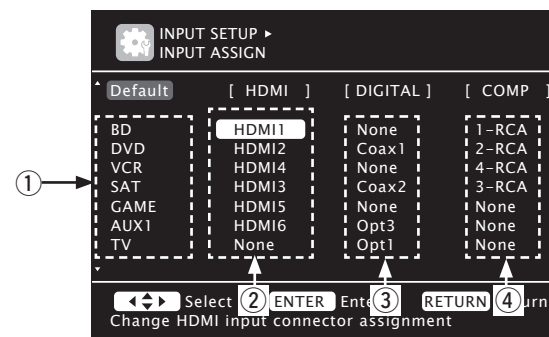 INPUT SETUP ▸
INPUT ASSIGN
Default [ HDMI ] [ DIGITAL ] [ COMP ]
BD HDMI1 None 1-RCA
DVD HDMI2 Coax1 2-RCA
VCR HDMI4 None 4-RCA
① SAT HDMI3 Coax2 3-RCA
GAME HDMI5 None None
AUX1 HDMI6 Opt3 None
TV None Opt1 None
Select ② ENTER ③ RETURN ④
Change HDMI input connector assignment